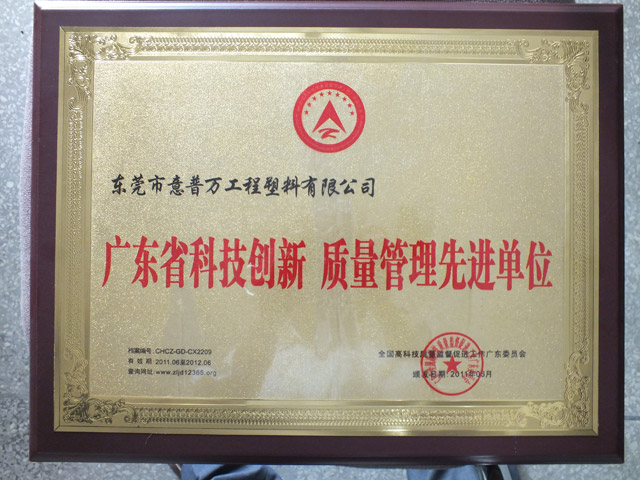 东莞市意普万工程塑料有限公司
广东省科技创新 质量管理先进单位
档案编号:CHCZ-GD-CX2209
有效期:2011.06至2012.06
查询网址:www.zljd12365.org
全国高科技质量监督促进工作广东委员会
颁发日期:2011年06月